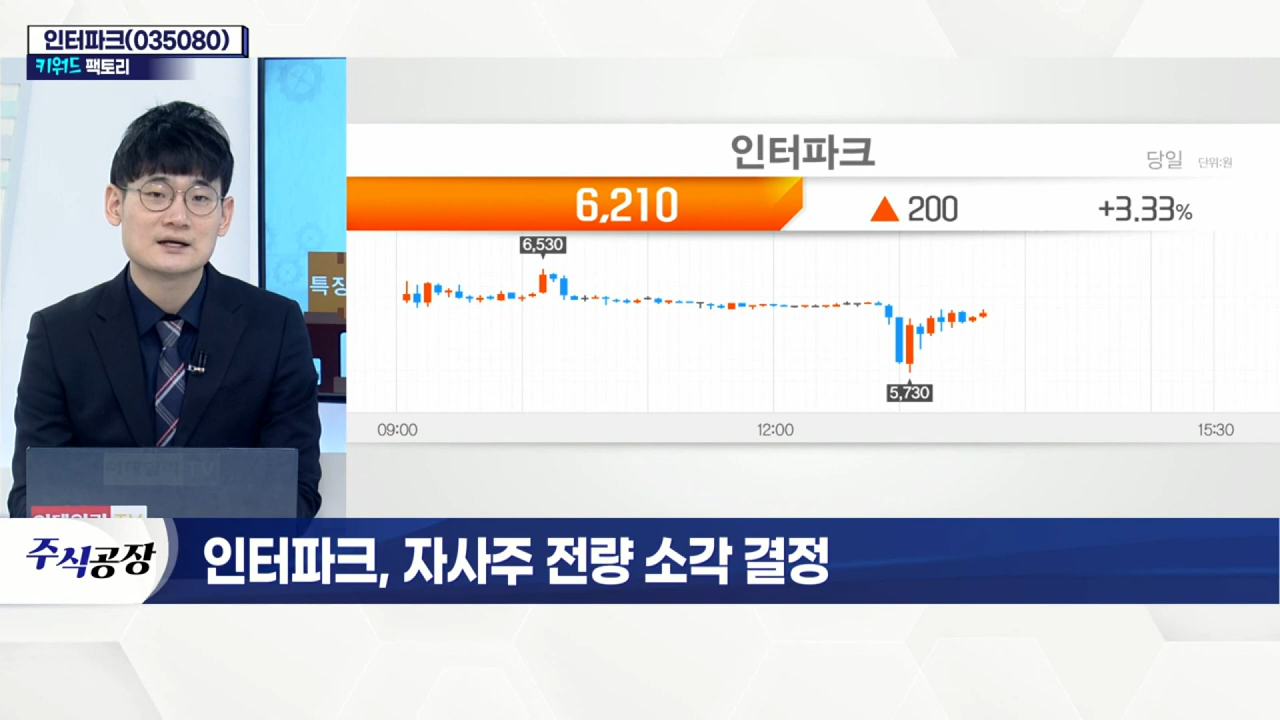 인터파크(035080)
키워드 팩토리
인터파크
당일 단위:원
6,210 ▲ 200 +3.33%
6,530
특징
5,730
09:00 12:00 15:30
주식공장
인터파크, 자사주 전량 소각 결정